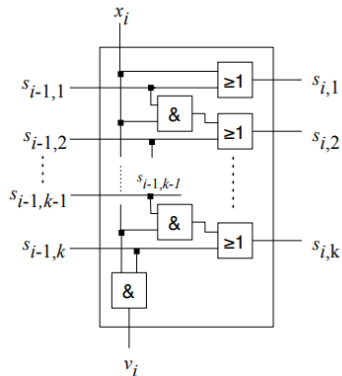 x_i
s_{i-1,1} ≥1 s_{i,1}
&
s_{i-1,2} ≥1 s_{i,2}
s_{i-1,k-1}
s_{i-1,k-1}
&
s_{i-1,k} ≥1 s_{i,k}
&
v_i